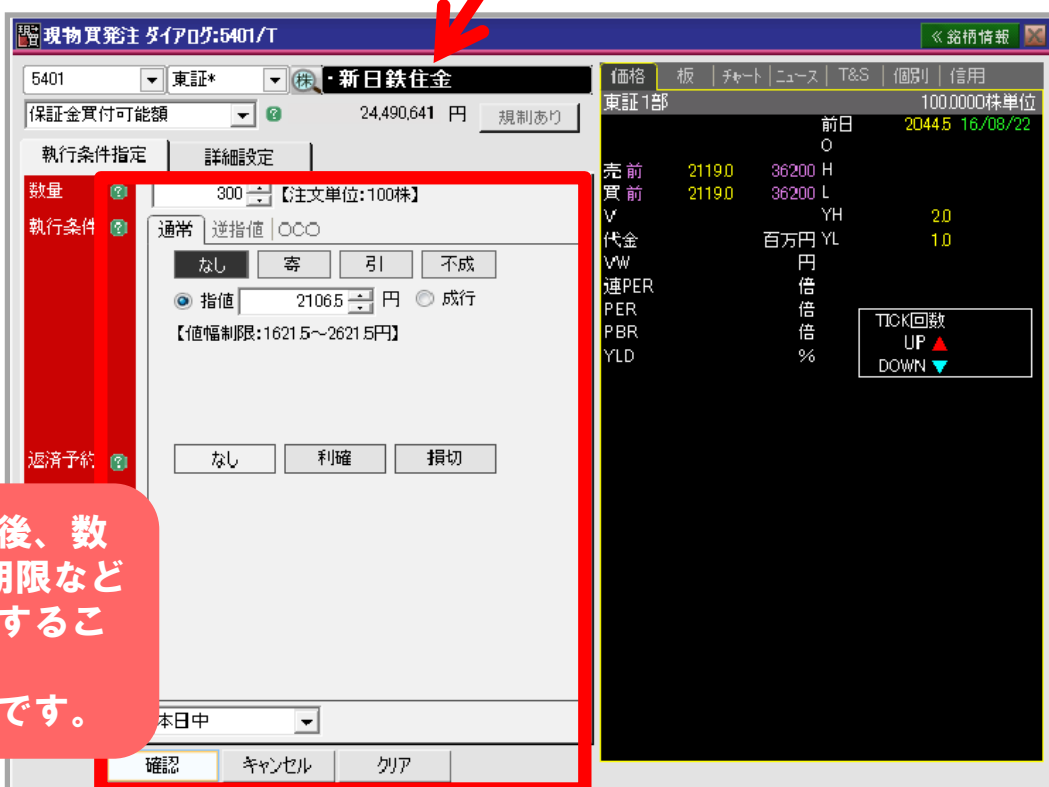 現物買発注 ダイアログ:5401/T
≪銘柄情報
5401 東証* 株 ・新日鉄住金
保証金買付可能額 ? 24,490,641 円 規制あり
執行条件指定 詳細設定
数量 ? 300 【注文単位:100株】
執行条件 ? 通常 逆指値 OCO
なし 寄 引 不成
指値 2106.5 円 成行
【値幅制限:1621.5～2621.5円】
返済予約 ? なし 利確 損切
後、数
期限など
するこ
です。
本日中
確認 キャンセル クリア
価格 板 チャート ニュース T&S 個別 信用
東証1部 100.0000株単位
前日 2044.5 16/08/22
O
売前 2119.0 36200 H
買前 2119.0 36200 L
V YH 2.0
代金 百万円 YL 1.0
VW 円
連PER 倍
PER 倍
PBR 倍
YLD %
TICK回数
UP ▲
DOWN ▼